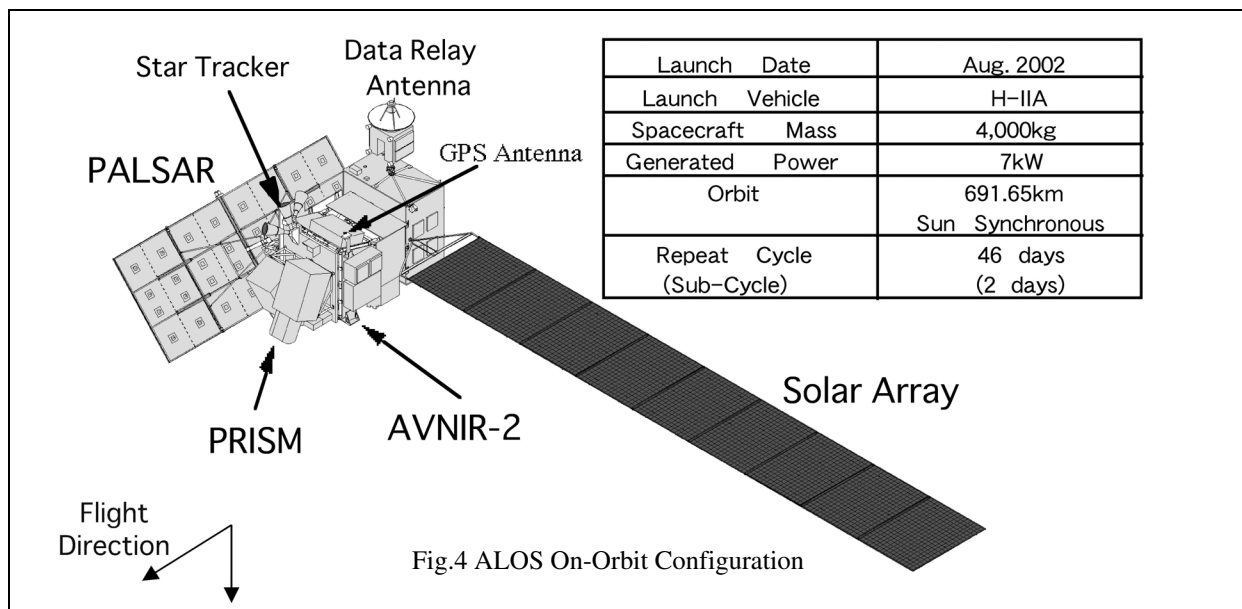 Star Tracker
Data Relay
Antenna
GPS Antenna
PALSAR
PRISM
AVNIR-2
Solar Array
Flight
Direction
Launch Date Aug. 2002
Launch Vehicle H-IIA
Spacecraft Mass 4,000kg
Generated Power 7kW
Orbit 691.65km
Sun Synchronous
Repeat Cycle 46 days
(Sub-Cycle) (2 days)
Fig.4 ALOS On-Orbit Configuration